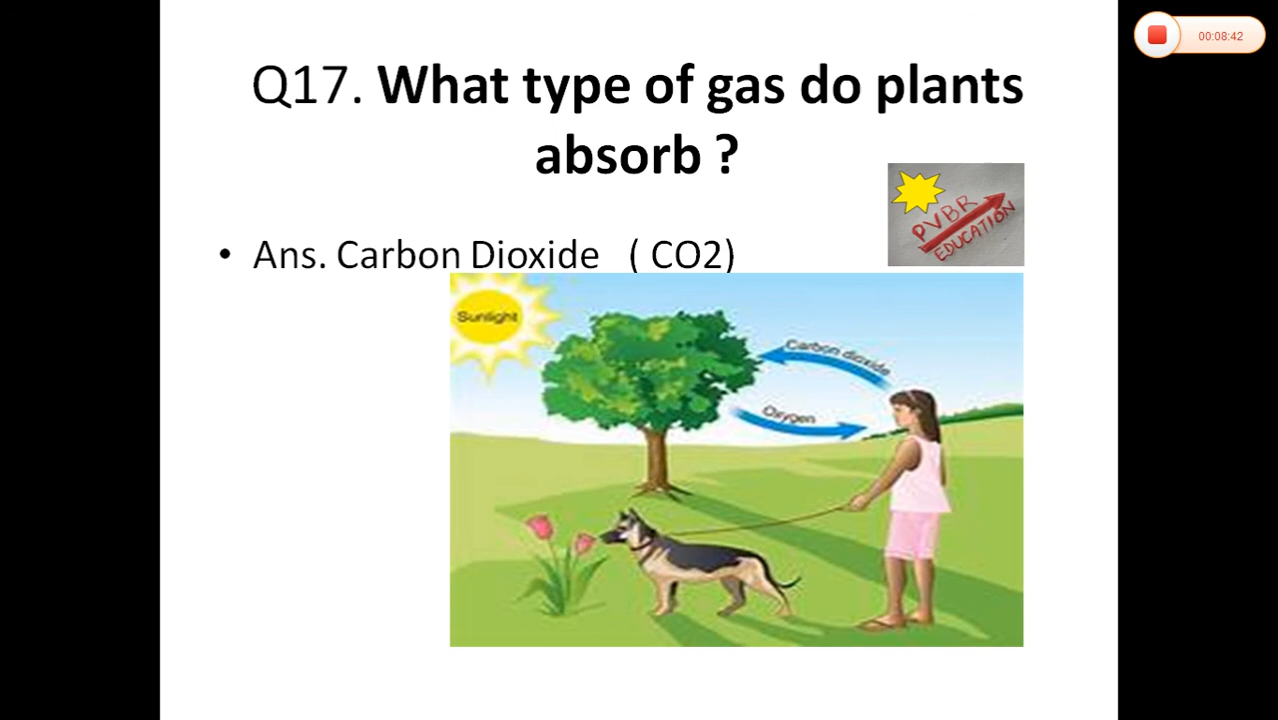 00:08:42
Q17. What type of gas do plants
absorb ?
PVBR
EDUCATION
• Ans. Carbon Dioxide ( CO2)
Sunlight
Carbon dioxide
Oxygen